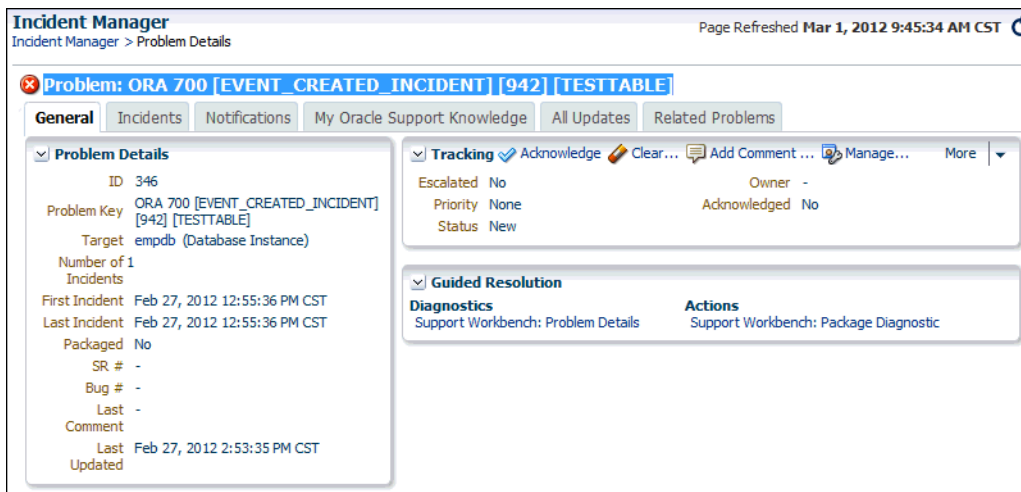 Incident Manager
Page Refreshed Mar 1, 2012 9:45:34 AM CST
Incident Manager > Problem Details
Problem: ORA 700 [EVENT_CREATED_INCIDENT] [942] [TESTTABLE]
General Incidents Notifications My Oracle Support Knowledge All Updates Related Problems
Problem Details
ID 346
Problem Key ORA 700 [EVENT_CREATED_INCIDENT]
[942] [TESTTABLE]
Target empdb (Database Instance)
Number of 1
Incidents
First Incident Feb 27, 2012 12:55:36 PM CST
Last Incident Feb 27, 2012 12:55:36 PM CST
Packaged No
SR # -
Bug # -
Last -
Comment
Last Feb 27, 2012 2:53:35 PM CST
Updated
Tracking Acknowledge Clear... Add Comment ... Manage... More
Escalated No Owner -
Priority None Acknowledged No
Status New
Guided Resolution
Diagnostics Actions
Support Workbench: Problem Details Support Workbench: Package Diagnostic